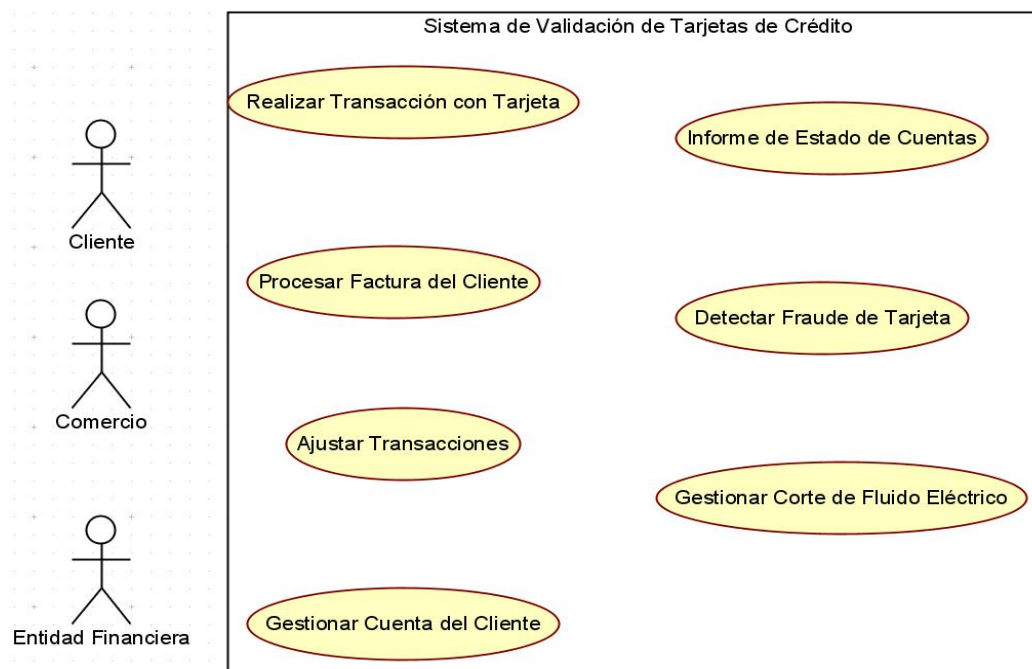 Sistema de Validación de Tarjetas de Crédito
Realizar Transacción con Tarjeta
Informe de Estado de Cuentas
Cliente
Procesar Factura del Cliente
Detectar Fraude de Tarjeta
Comercio
Ajustar Transacciones
Gestionar Corte de Fluido Eléctrico
Gestionar Cuenta del Cliente
Entidad Financiera